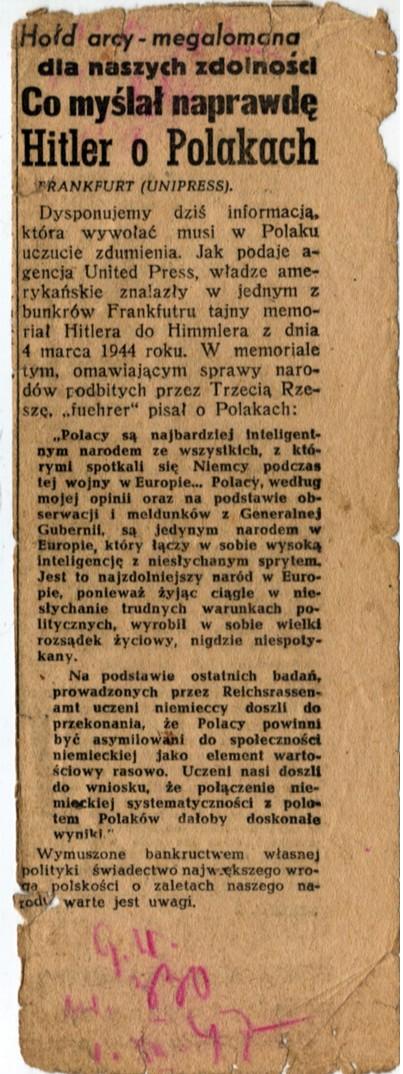 Hołd arcy-megalomana
dla naszych zdolności
Co myślał naprawdę
Hitler o Polakach
FRANKFURT (UNIPRESS).
Dysponujemy dziś informacją,
która wywołać musi w Polaku
uczucie zdumienia. Jak podaje a-
gencja United Press, władze ame-
rykańskie znalazły w jednym z
bunkrów Frankfutru tajny memo-
riał Hitlera do Himmlera z dnia
4 marca 1944 roku. W memoriale
tym, omawiającym sprawy naro-
dów podbitych przez Trzecią Rze-
szę, „fuehrer" pisał o Polakach:
„Polacy są najbardziej inteligent-
nym narodem ze wszystkich, z któ-
rymi spotkali się Niemcy podczas
tej wojny w Europie... Polacy, według
mojej opinii oraz na podstawie ob-
serwacji i meldunków z Generalnej
Gubernii, są jedynym narodem w
Europie, który łączy w sobie wysoką
inteligencję z niesłychanym sprytem.
Jest to najzdolniejszy naród w Euro-
pie, ponieważ żyjąc ciągle w nie-
słychanie trudnych warunkach po-
litycznych, wyrobił w sobie wielki
rozsądek życiowy, nigdzie niespoty-
kany.
Na podstawie ostatnich badań,
prowadzonych przez Reichsrassen-
amt uczeni niemieccy doszli do
przekonania, że Polacy powinni
być asymilowani do społeczności
niemieckiej jako element warto-
ściowy rasowo. Uczeni nasi doszli
do wniosku, że połączenie nie-
mieckiej systematyczności z polo-
tem Polaków dałoby doskonałe
wyniki."
Wymuszone bankructwem własnej
polityki świadectwo największego wro-
ga polskości o zaletach naszego na-
rodu warte jest uwagi.
830
47